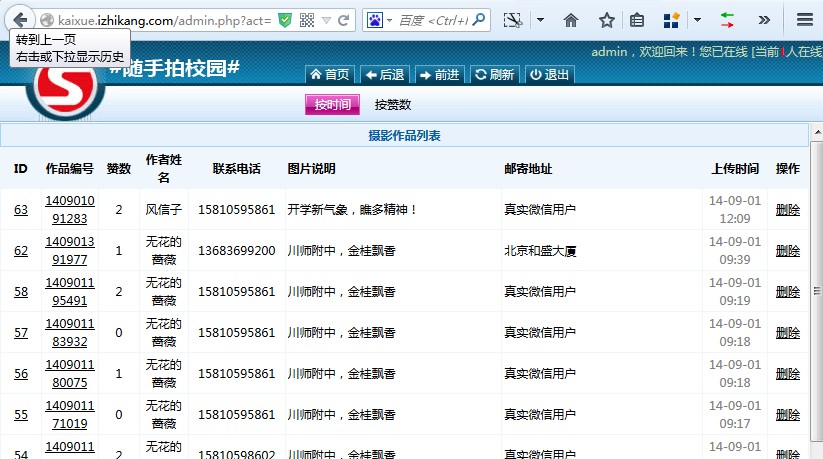 kaixue.izhikang.com/admin.php?act=
百度 <Ctrl+I
转到上一页
右击或下拉显示历史
admin，欢迎回来！您已在线 [当前1人在线
#随手拍校园#
首页 后退 前进 刷新 退出
按时间 按赞数
摄影作品列表
ID 作品编号 赞数 作者姓名 联系电话 图片说明 邮寄地址 上传时间 操作
63 140901091283 2 风信子 15810595861 开学新气象，瞧多精神！ 真实微信用户 14-09-01 12:09 删除
62 140901391977 1 无花的蔷薇 13683699200 川师附中，金桂飘香 北京和盛大厦 14-09-01 09:39 删除
58 140901195491 2 无花的蔷薇 15810595861 川师附中，金桂飘香 真实微信用户 14-09-01 09:19 删除
57 140901183932 0 无花的蔷薇 15810595861 川师附中，金桂飘香 真实微信用户 14-09-01 09:18 删除
56 140901180075 1 无花的蔷薇 15810595861 川师附中，金桂飘香 真实微信用户 14-09-01 09:18 删除
55 140901171019 0 无花的蔷薇 15810595861 川师附中，金桂飘香 真实微信用户 14-09-01 09:17 删除
54 1409011 2 无花的 15810598602 川师附中，金桂飘香 真实微信用户 14-09-01 删除